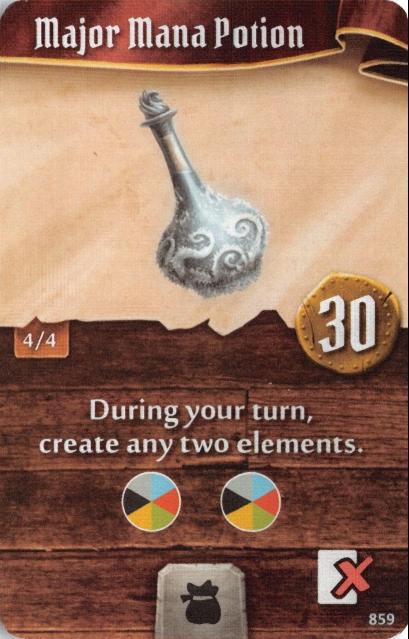 Major Mana Potion
30
4/4
During your turn,
create any two elements.
859